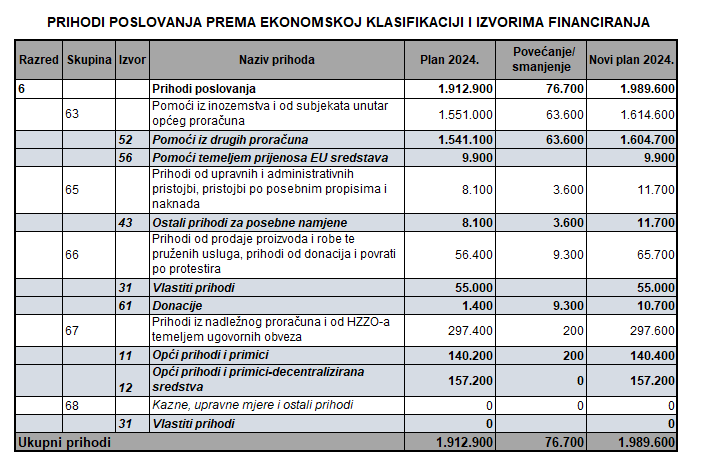 PRIHODI POSLOVANJA PREMA EKONOMSKOJ KLASIFIKACIJI I IZVORIMA FINANCIRANJA
Razred Skupina Izvor Naziv prihoda Plan 2024. Povećanje/ smanjenje Novi plan 2024.
6 Prihodi poslovanja 1.912.900 76.700 1.989.600
63 Pomoći iz inozemstva i od subjekata unutar
općeg proračuna 1.551.000 63.600 1.614.600
52 Pomoći iz drugih proračuna 1.541.100 63.600 1.604.700
56 Pomoći temeljem prijenosa EU sredstava 9.900 9.900
65 Prihodi od upravnih i administrativnih
pristojbi, pristojbi po posebnim propisima i
naknada 8.100 3.600 11.700
43 Ostali prihodi za posebne namjene 8.100 3.600 11.700
66 Prihodi od prodaje proizvoda i robe te
pruženih usluga, prihodi od donacija i povrati
po protestira 56.400 9.300 65.700
31 Vlastiti prihodi 55.000 55.000
61 Donacije 1.400 9.300 10.700
67 Prihodi iz nadležnog proračuna i od HZZO-a
temeljem ugovornih obveza 297.400 200 297.600
11 Opći prihodi i primici 140.200 200 140.400
12 Opći prihodi i primici-decentralizirana
sredstva 157.200 0 157.200
68 Kazne, upravne mjere i ostali prihodi 0 0 0
31 Vlastiti prihodi 0 0 0
Ukupni prihodi 1.912.900 76.700 1.989.600